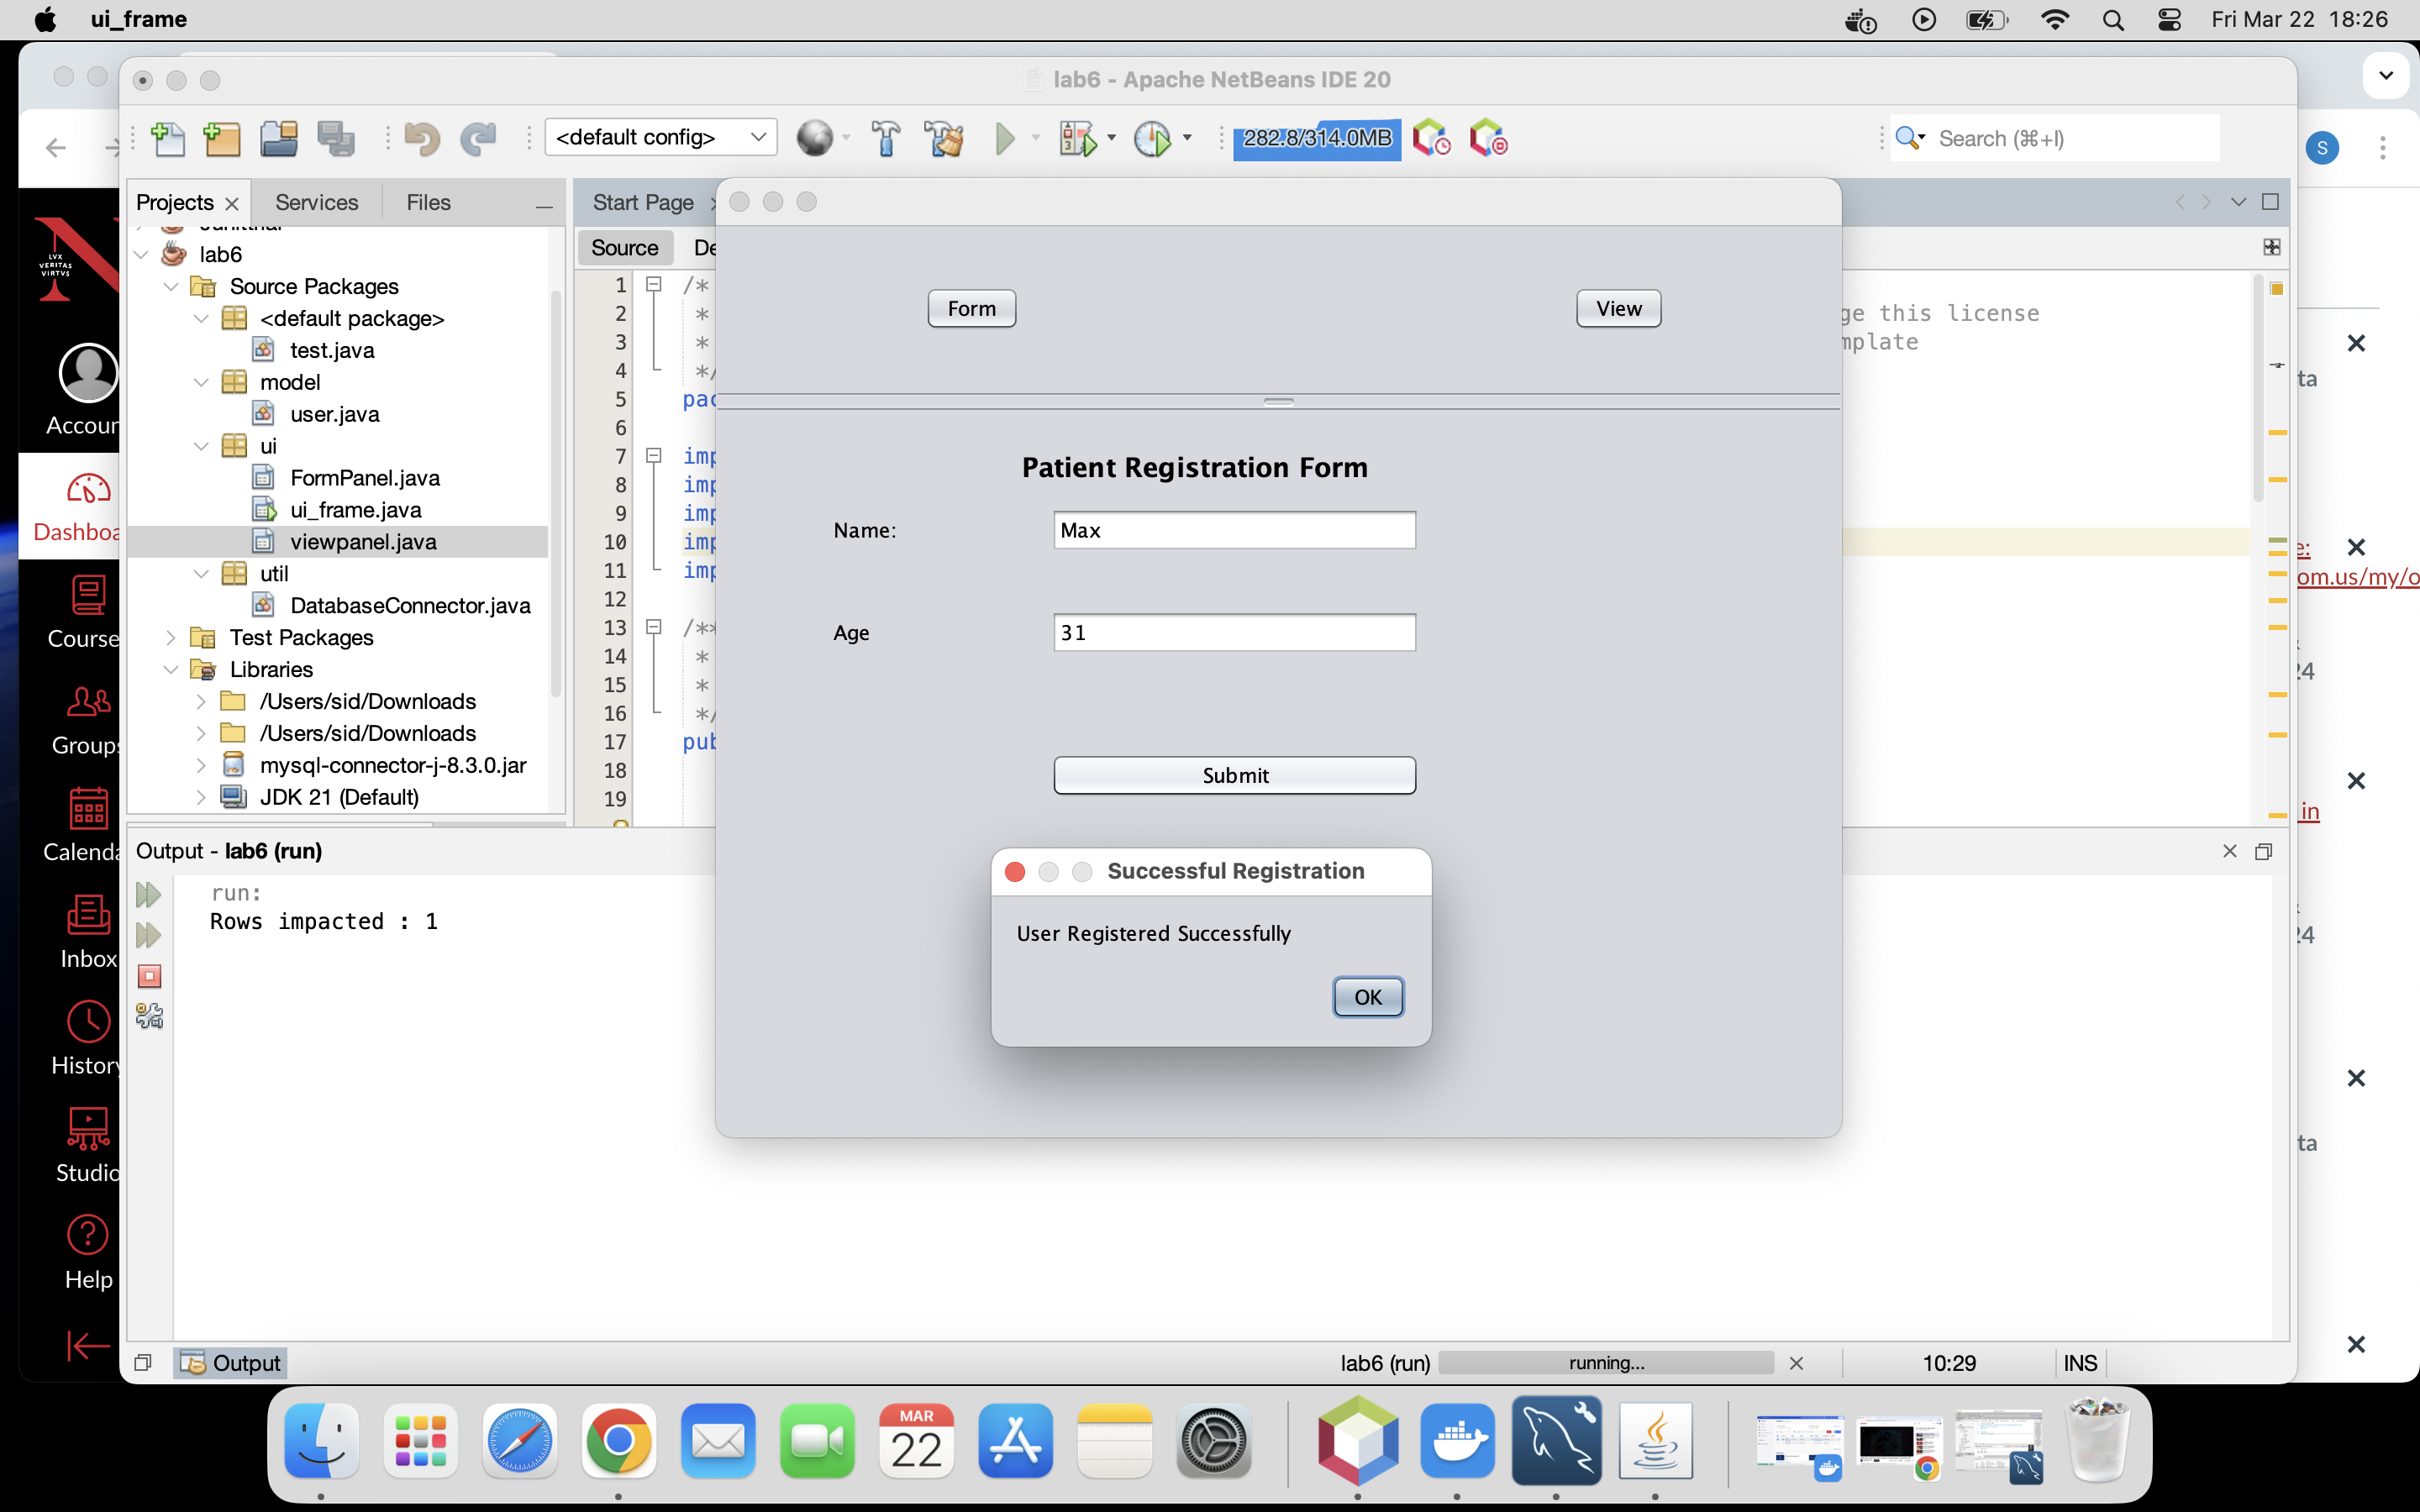 ui_frame
Fri Mar 22 18:26
lab6 - Apache NetBeans IDE 20
<default config>
282.8/314.0MB
Search (⌘+I)
S
Projects
Services
Files
Start Page
Source
LVX
VERITAS
VIRTVS
lab6
Source Packages
<default package>
test.java
model
user.java
ui
FormPanel.java
ui_frame.java
viewpanel.java
util
DatabaseConnector.java
Test Packages
Libraries
/Users/sid/Downloads
/Users/sid/Downloads
mysql-connector-j-8.3.0.jar
JDK 21 (Default)
Accoun
Dashboa
Course
Groups
Calenda
Inbox
History
Studio
Help
1 /*
2 *
3 *
4 */
5 pac
6
7 imp
8 imp
9 imp
10 imp
11 imp
12
13 /**
14 *
15 *
16 */
17 pub
18
19
ge this license
mplate
Form
View
Patient Registration Form
Name:
Max
Age
31
Submit
Successful Registration
User Registered Successfully
OK
ta
e:
om.us/my/o
24
in
24
ta
Output - lab6 (run)
run:
Rows impacted : 1
Output
lab6 (run)
running...
10:29
INS
MAR
22